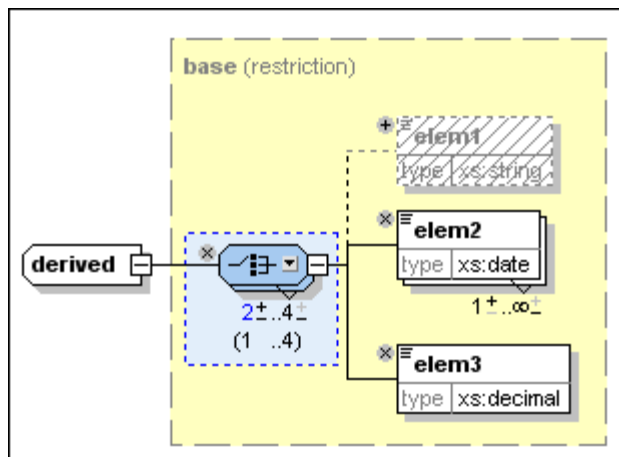 base (restriction)
elem1
type xs:string
elem2
type xs:date
1 ± ..∞ ±
derived
2 ± ..4 ±
(1 ..4)
elem3
type xs:decimal